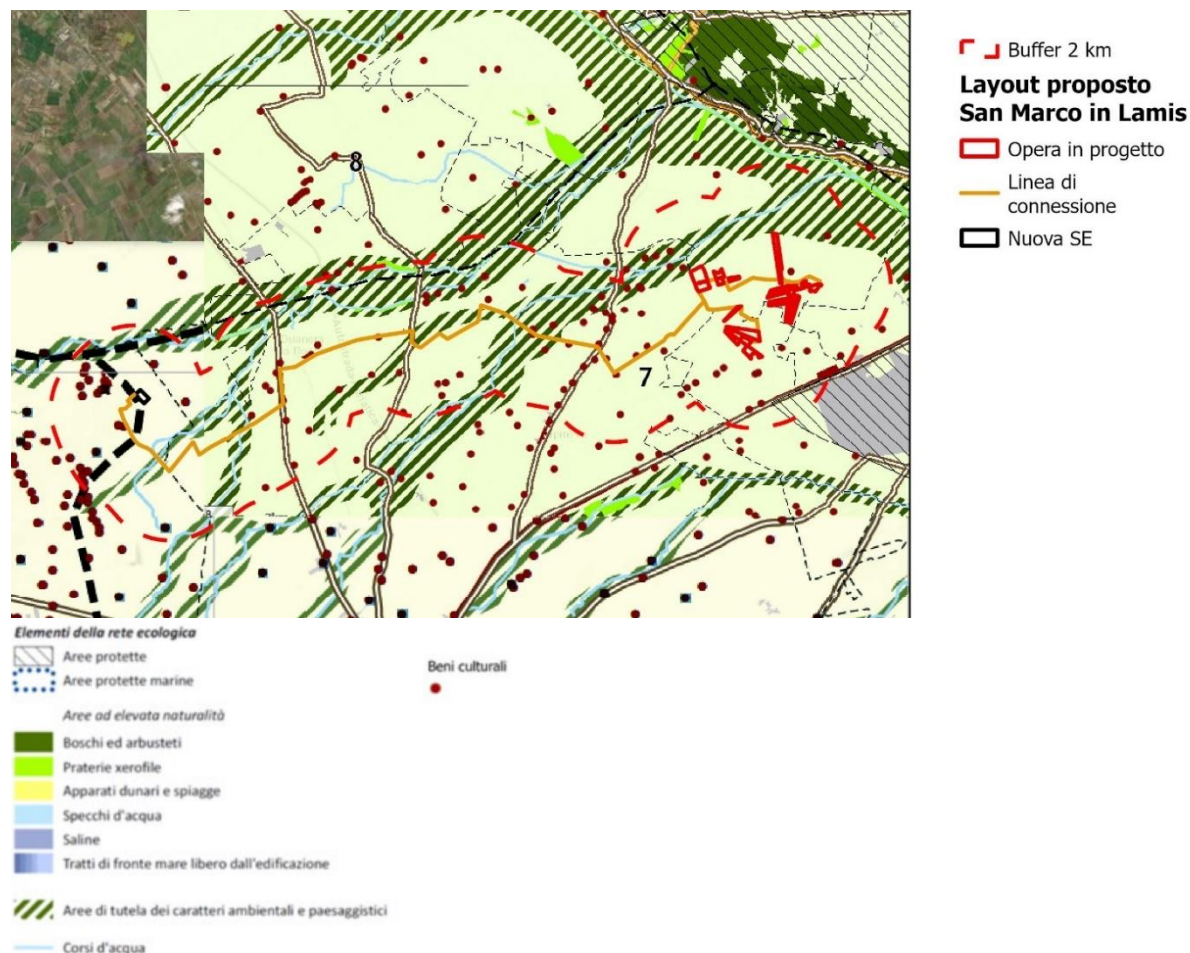 Buffer 2 km
Layout proposto
San Marco in Lamis
Opera in progetto
Linea di
connessione
Nuova SE
8
7
Elementi della rete ecologica
Aree protette
Aree protette marine
Aree ad elevata naturalità
Boschi ed arbusteti
Praterie xerofile
Apparati dunari e spiagge
Specchi d'acqua
Saline
Tratti di fronte mare libero dall'edificazione
Aree di tutela dei caratteri ambientali e paesaggistici
Corsi d'acqua
Beni culturali